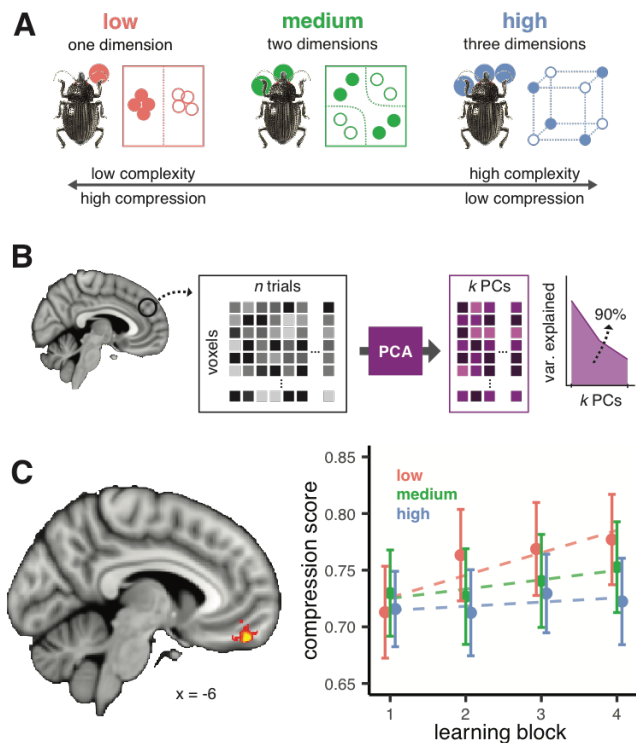 A
low
one dimension
medium
two dimensions
high
three dimensions
low complexity
high compression
high complexity
low compression
B
n trials
voxels
...
...
PCA
k PCs
...
...
var. explained
90%
k PCs
C
x = -6
compression score
0.85
0.80
0.75
0.70
0.65
low
medium
high
1 2 3 4
learning block